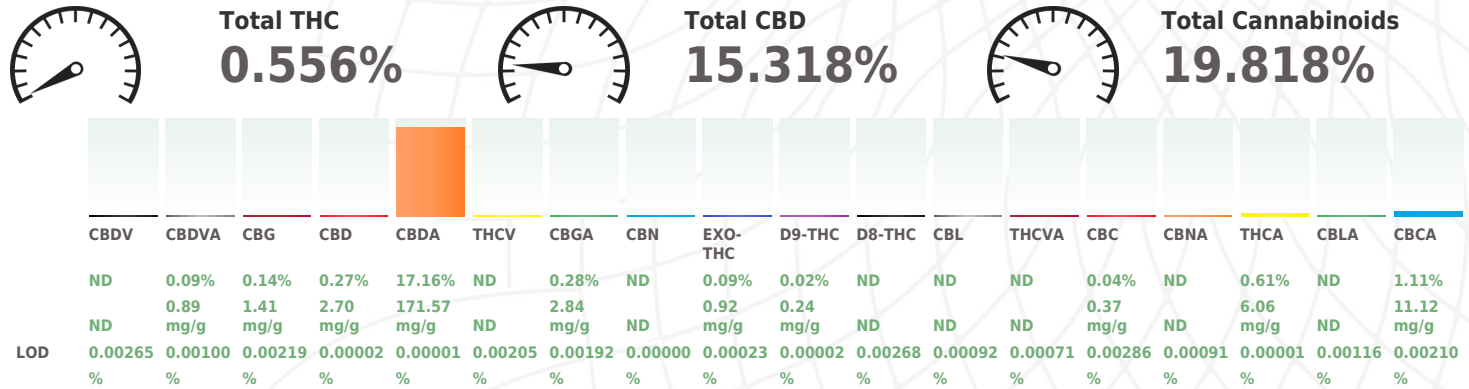 Total THC Total CBD Total Cannabinoids
0.556% 15.318% 19.818%
CBDV CBDVA CBG CBD CBDA THCV CBGA CBN EXO- D9-THC D8-THC CBL THCVA CBC CBNA THCA CBLA CBCA
THC
ND 0.09% 0.14% 0.27% 17.16% ND 0.28% ND 0.09% 0.02% ND ND ND 0.04% ND 0.61% ND 1.11%
0.89 1.41 2.70 171.57 2.84 0.92 0.24 0.37 6.06 11.12
ND mg/g mg/g mg/g mg/g ND mg/g ND mg/g mg/g ND ND ND mg/g ND mg/g ND mg/g
LOD 0.00265 0.00100 0.00219 0.00002 0.00001 0.00205 0.00192 0.00000 0.00023 0.00002 0.00268 0.00092 0.00071 0.00286 0.00091 0.00001 0.00116 0.00210
% % % % % % % % % % % % % % % % % %